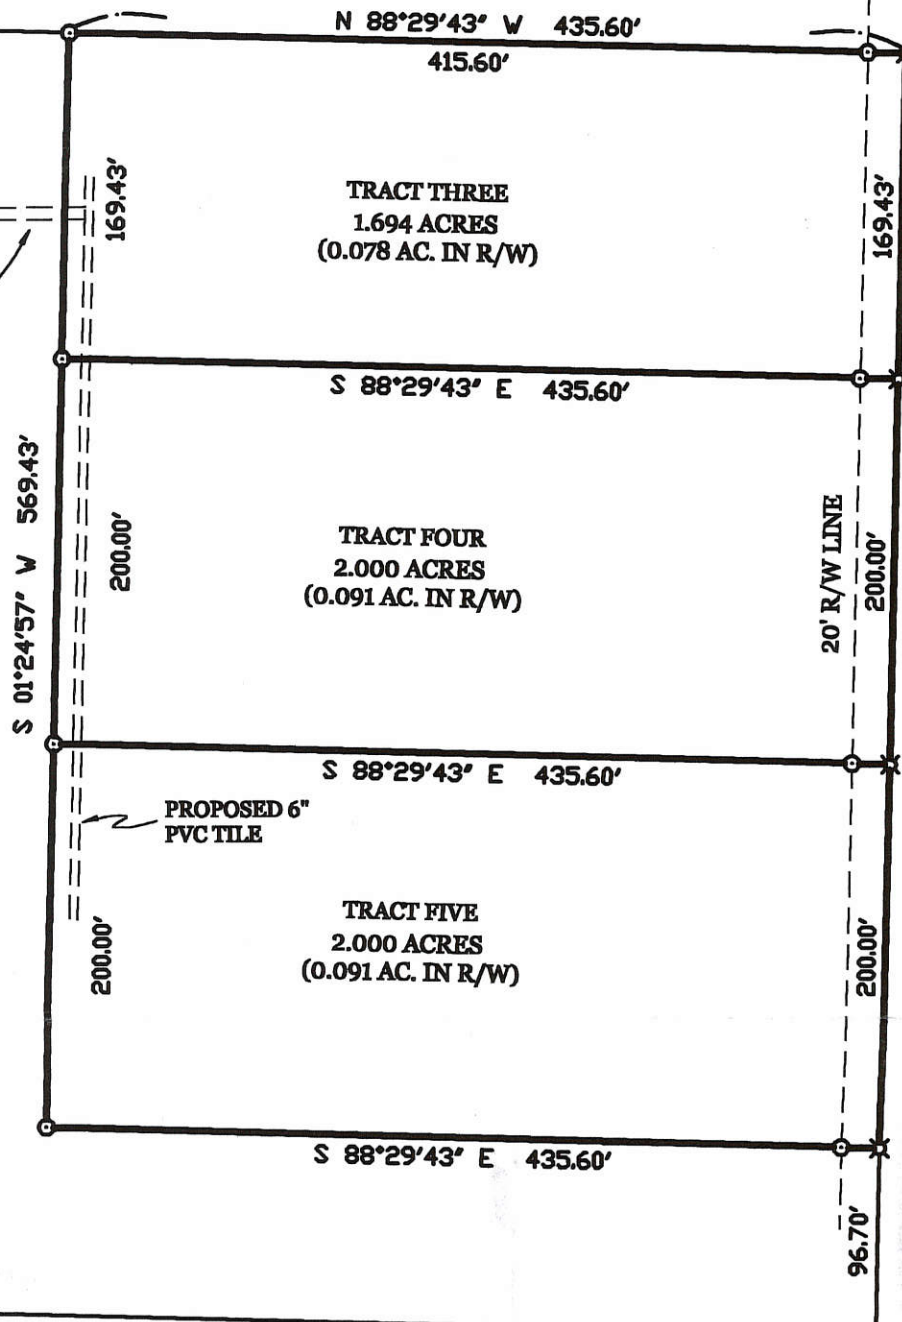 N 88°29'43" W 435.60'
415.60'
169.43'
TRACT THREE
1.694 ACRES
(0.078 AC. IN R/W)
169.43'
S 88°29'43" E 435.60'
S 01°24'57" W 569.43'
200.00'
TRACT FOUR
2.000 ACRES
(0.091 AC. IN R/W)
20' R/W LINE
200.00'
S 88°29'43" E 435.60'
PROPOSED 6"
PVC TILE
200.00'
TRACT FIVE
2.000 ACRES
(0.091 AC. IN R/W)
200.00'
S 88°29'43" E 435.60'
96.70'